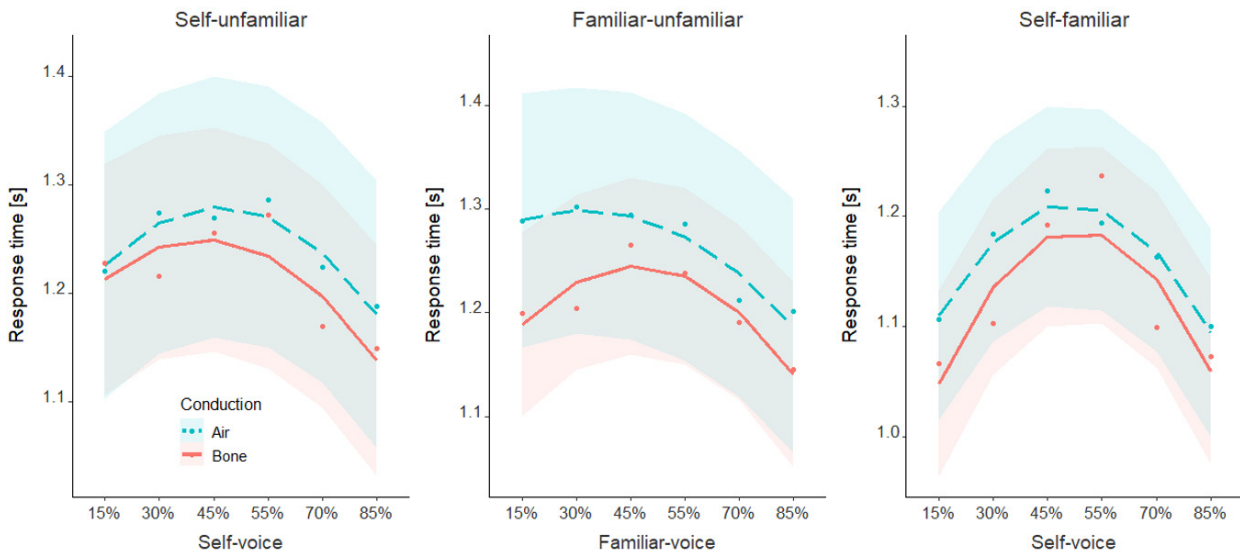 Self-unfamiliar
Response time [s]
1.4
1.3
1.2
1.1
Conduction
Air
Bone
15% 30% 45% 55% 70% 85%
Self-voice
Familiar-unfamiliar
Response time [s]
1.4
1.3
1.2
1.1
15% 30% 45% 55% 70% 85%
Familiar-voice
Self-familiar
Response time [s]
1.3
1.2
1.1
1.0
15% 30% 45% 55% 70% 85%
Self-voice